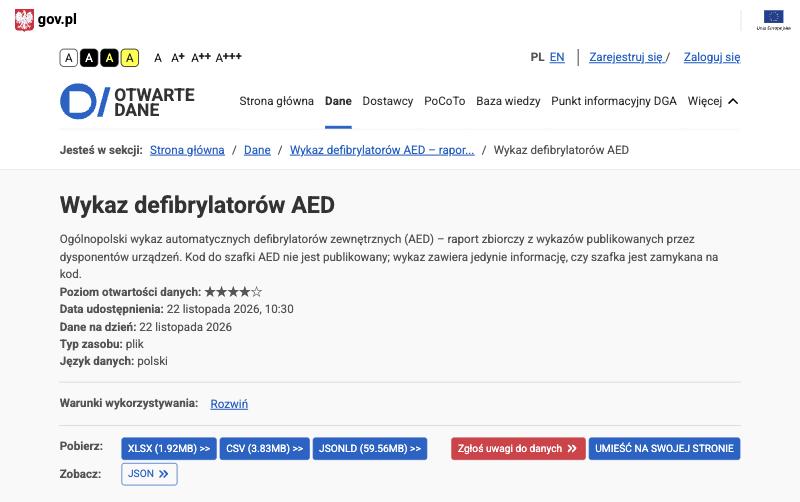 gov.pl
Unia Europejska
A A A A A A+ A++ A+++
PL EN Zarejestruj się / Zaloguj się
OTWARTE
DANE
Strona główna Dane Dostawcy PoCoTo Baza wiedzy Punkt informacyjny DGA Więcej
Jesteś w sekcji: Strona główna / Dane / Wykaz defibrylatorów AED – rapor... / Wykaz defibrylatorów AED
Wykaz defibrylatorów AED
Ogólnopolski wykaz automatycznych defibrylatorów zewnętrznych (AED) – raport zbiorczy z wykazów publikowanych przez
dysponentów urządzeń. Kod do szafki AED nie jest publikowany; wykaz zawiera jedynie informację, czy szafka jest zamykana na
kod.
Poziom otwartości danych: ★★★★☆
Data udostępnienia: 22 listopada 2026, 10:30
Dane na dzień: 22 listopada 2026
Typ zasobu: plik
Język danych: polski
Warunki wykorzystywania: Rozwiń
Pobierz: XLSX (1.92MB) >> CSV (3.83MB) >> JSONLD (59.56MB) >> Zgłoś uwagi do danych » UMIEŚĆ NA SWOJEJ STRONIE
Zobacz: JSON »